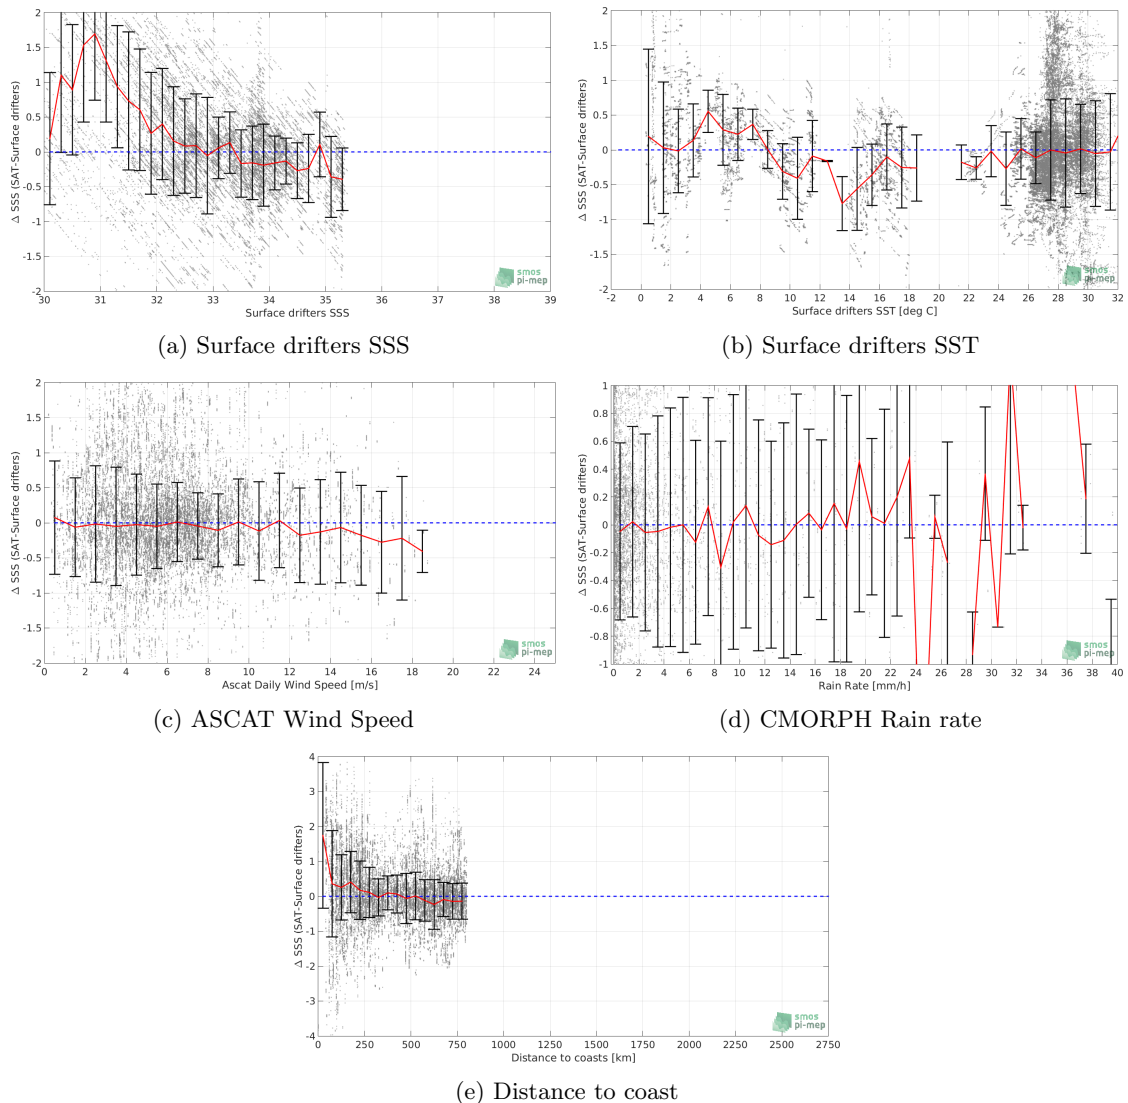 Δ SSS (SAT-Surface drifters)
2
1.5
1
0.5
0
-0.5
-1
-1.5
-2
30 31 32 33 34 35 36 37 38 39
Surface drifters SSS
smos
pi-mep
(a) Surface drifters SSS
Δ SSS (SAT-Surface drifters)
2
1.5
1
0.5
0
-0.5
-1
-1.5
-2
-2 0 2 4 6 8 10 12 14 16 18 20 22 24 26 28 30 32
Surface drifters SST [deg C]
smos
pi-mep
(b) Surface drifters SST
Δ SSS (SAT-Surface drifters)
2
1.5
1
0.5
0
-0.5
-1
-1.5
-2
0 2 4 6 8 10 12 14 16 18 20 22 24
Ascat Daily Wind Speed [m/s]
smos
pi-mep
(c) ASCAT Wind Speed
Δ SSS (SAT-Surface drifters)
1
0.8
0.6
0.4
0.2
0
-0.2
-0.4
-0.6
-0.8
-1
0 2 4 6 8 10 12 14 16 18 20 22 24 26 28 30 32 34 36 38 40
Rain Rate [mm/h]
smos
pi-mep
(d) CMORPH Rain rate
Δ SSS (SAT-Surface drifters)
4
3
2
1
0
-1
-2
-3
-4
0 250 500 750 1000 1250 1500 1750 2000 2250 2500 2750
Distance to coasts [km]
smos
pi-mep
(e) Distance to coast